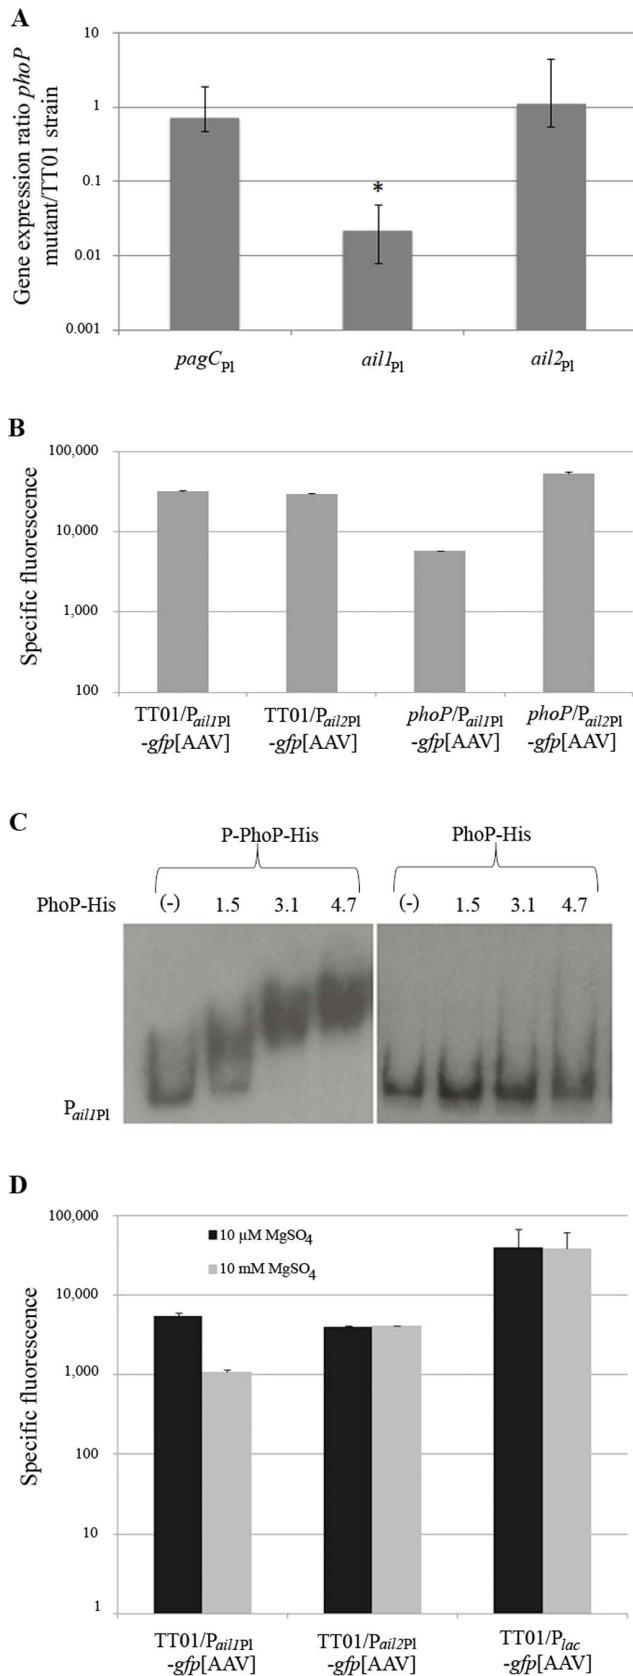 A
Gene expression ratio phoP
mutant/TT01 strain
10
1
0.1
0.01
0.001
*
pagCPl ail1Pl ail2Pl
B
Specific fluorescence
100,000
10,000
1,000
100
TT01/Pail1Pl TT01/Pail2Pl phoP/Pail1Pl phoP/Pail2Pl
-gfp[AAV] -gfp[AAV] -gfp[AAV] -gfp[AAV]
C
P-PhoP-His PhoP-His
PhoP-His (-) 1.5 3.1 4.7 (-) 1.5 3.1 4.7
Pail1Pl
D
Specific fluorescence
100,000
10,000
1,000
100
10
1
10 µM MgSO4
10 mM MgSO4
TT01/Pail1Pl TT01/Pail2Pl TT01/Plac
-gfp[AAV] -gfp[AAV] -gfp[AAV]